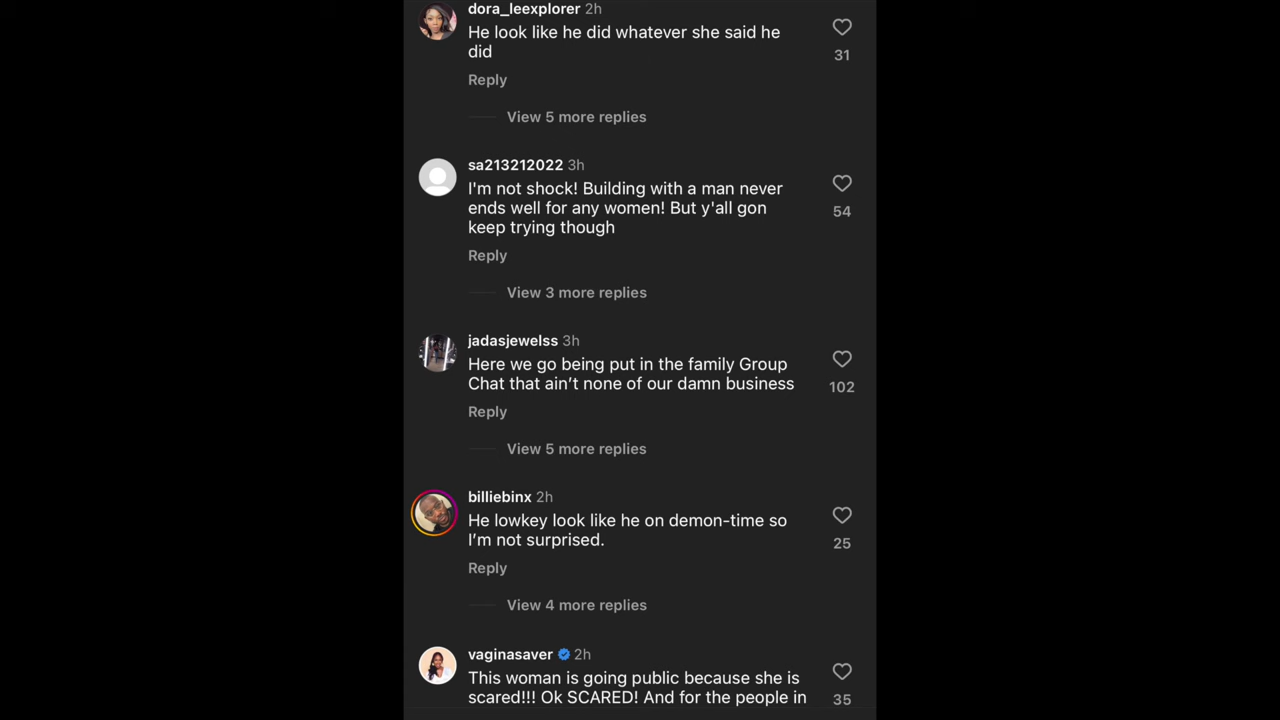 dora_leexplorer 2h
He look like he did whatever she said he
did
31
Reply
View 5 more replies
sa213212022 3h
I'm not shock! Building with a man never
ends well for any women! But y'all gon
keep trying though
54
Reply
View 3 more replies
jadasjewelss 3h
Here we go being put in the family Group
Chat that ain’t none of our damn business
102
Reply
View 5 more replies
billiebinx 2h
He lowkey look like he on demon-time so
I’m not surprised.
25
Reply
View 4 more replies
vaginasaver 2h
This woman is going public because she is
scared!!! Ok SCARED! And for the people in
35